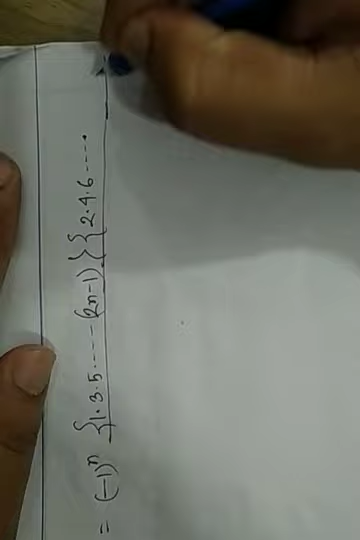 = (-1)ⁿ {1·3·5·----(2n-1)}{2·4·6----·